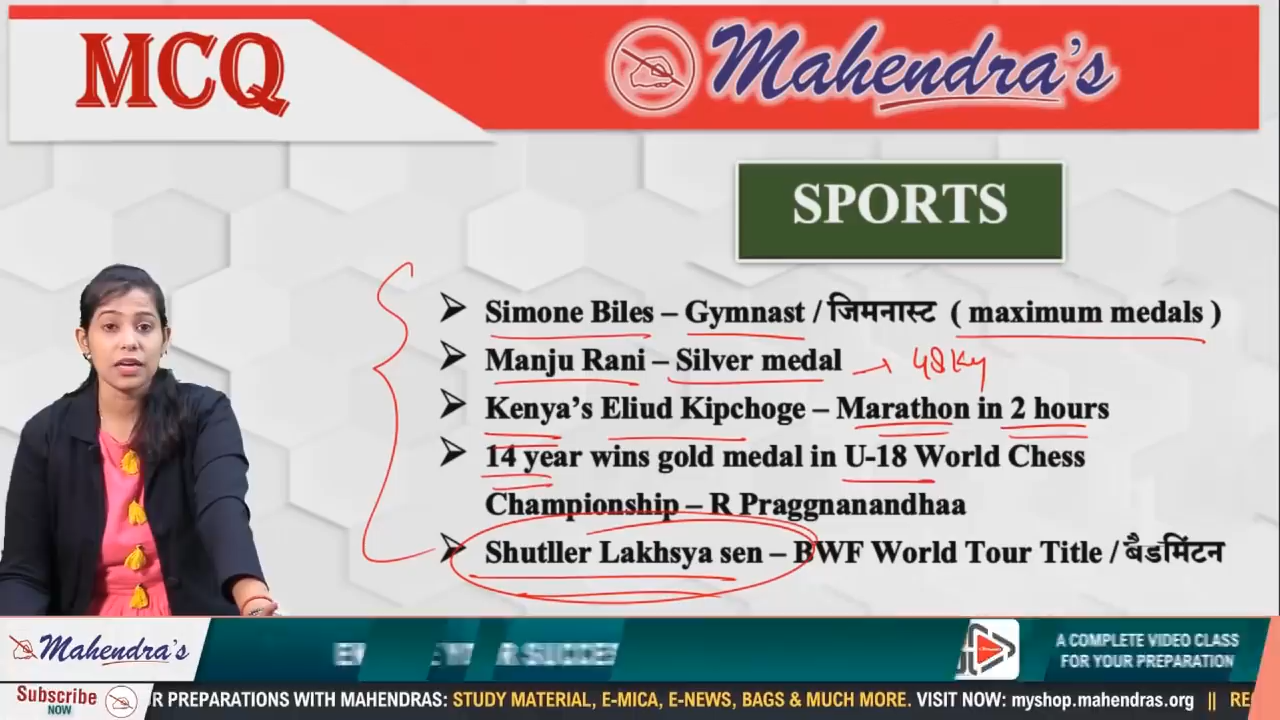 MCQ
Mahendra's
SPORTS
➤ Simone Biles – Gymnast / जिमनास्ट ( maximum medals )
➤ Manju Rani – Silver medal → 48 Kg
➤ Kenya's Eliud Kipchoge – Marathon in 2 hours
➤ 14 year wins gold medal in U-18 World Chess
Championship – R Praggnanandhaa
➤ Shutller Lakhsya sen – BWF World Tour Title / बैडमिंटन
Mahendra's
A COMPLETE VIDEO CLASS
FOR YOUR PREPARATION
Subscribe
NOW
R PREPARATIONS WITH MAHENDRAS: STUDY MATERIAL, E-MICA, E-NEWS, BAGS & MUCH MORE. VISIT NOW: myshop.mahendras.org || RE